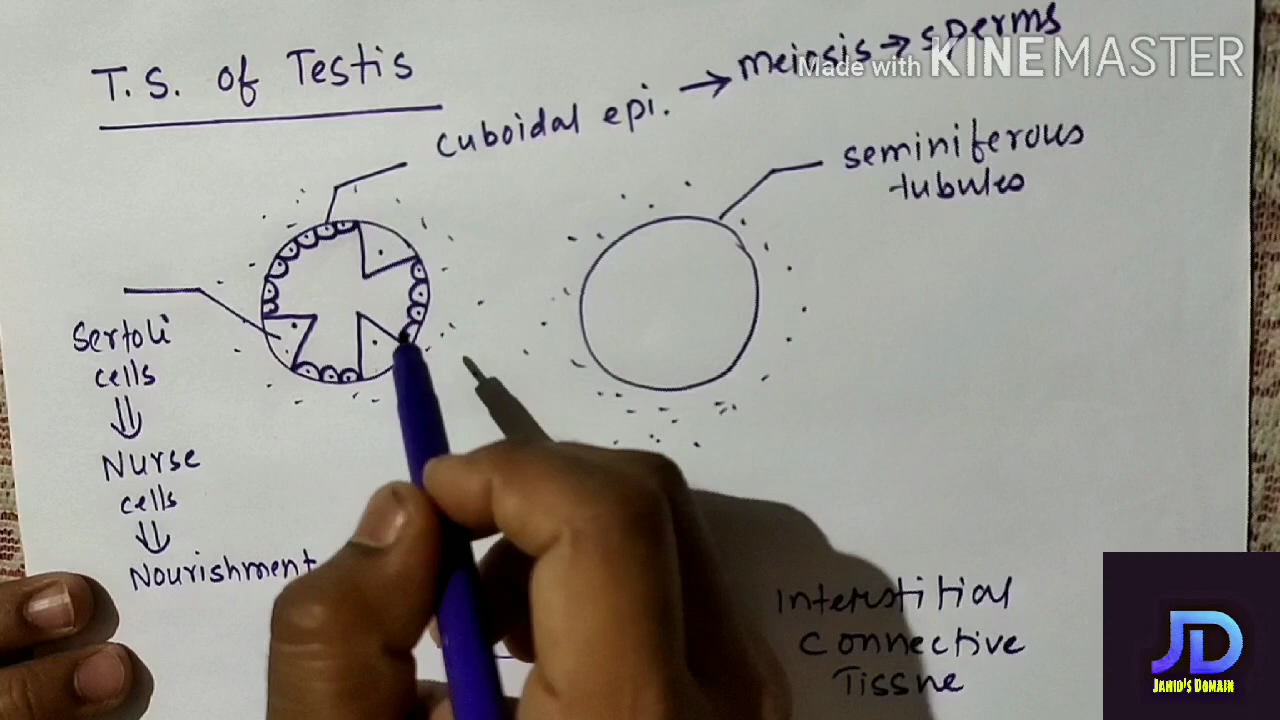 T.S. of Testis
cuboidal epi. → meiosis → sperms
Made with KINEMASTER
seminiferous
tubules
Sertoli
cells
⇓
Nurse
cells
⇓
Nourishment
Interstitial
Connective
Tissue
JD
JAHID'S DOMAIN